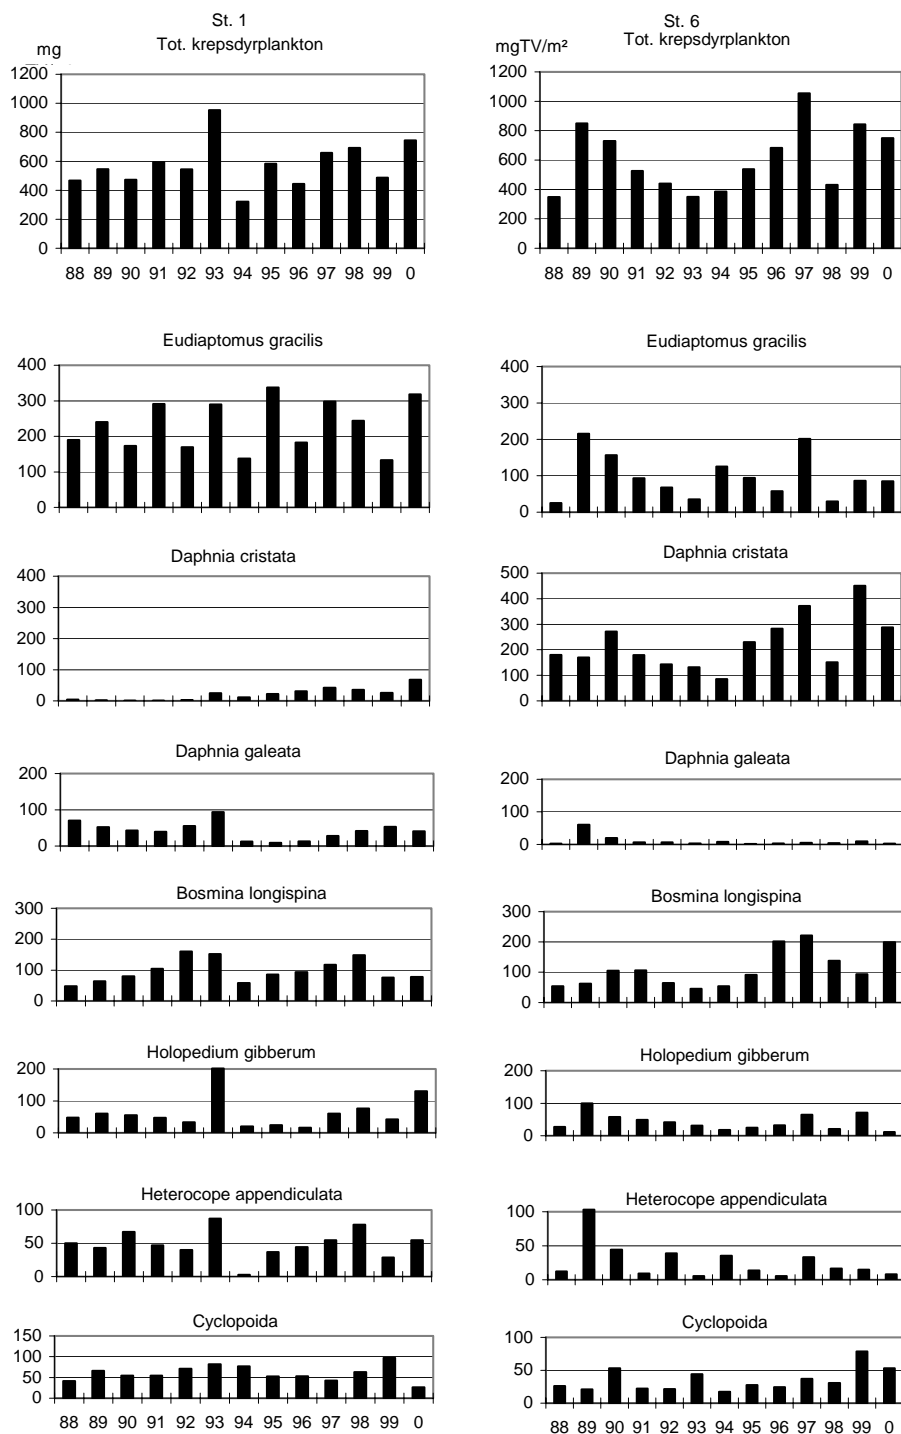 St. 1
Tot. krepsdyrplankton
mg
1200
1000
800
600
400
200
0
88 89 90 91 92 93 94 95 96 97 98 99 0
Eudiaptomus gracilis
400
300
200
100
0
Daphnia cristata
400
300
200
100
0
Daphnia galeata
200
100
0
Bosmina longispina
300
200
100
0
Holopedium gibberum
200
100
0
Heterocope appendiculata
100
50
0
Cyclopoida
150
100
50
0
88 89 90 91 92 93 94 95 96 97 98 99 0
St. 6
Tot. krepsdyrplankton
mgTV/m²
1200
1000
800
600
400
200
0
88 89 90 91 92 93 94 95 96 97 98 99 0
Eudiaptomus gracilis
400
300
200
100
0
Daphnia cristata
500
400
300
200
100
0
Daphnia galeata
200
100
0
Bosmina longispina
300
200
100
0
Holopedium gibberum
200
100
0
Heterocope appendiculata
100
50
0
Cyclopoida
100
50
0
88 89 90 91 92 93 94 95 96 97 98 99 0